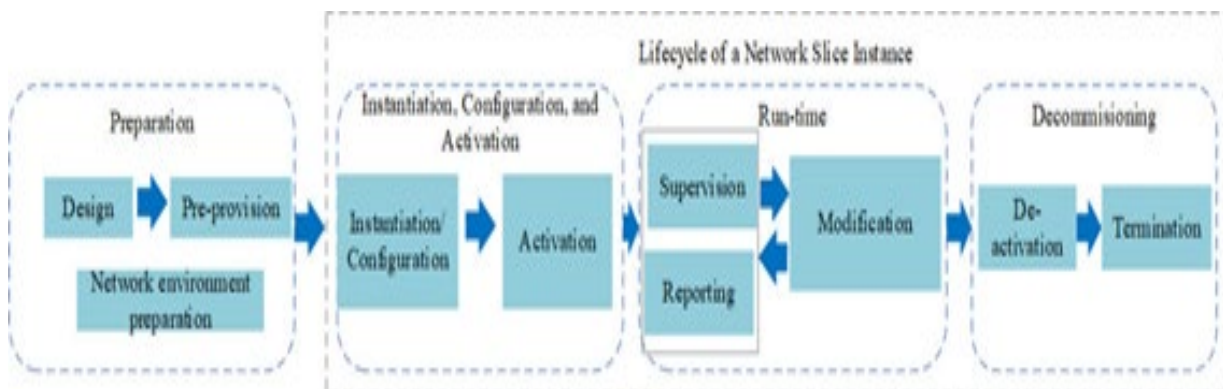 Lifecycle of a Network Slice Instance
Preparation
Design
Pre-provision
Network environment
preparation
Instantiation, Configuration, and
Activation
Instantiation/
Configuration
Activation
Run-time
Supervision
Reporting
Modification
Decommisioning
De-
activation
Termination